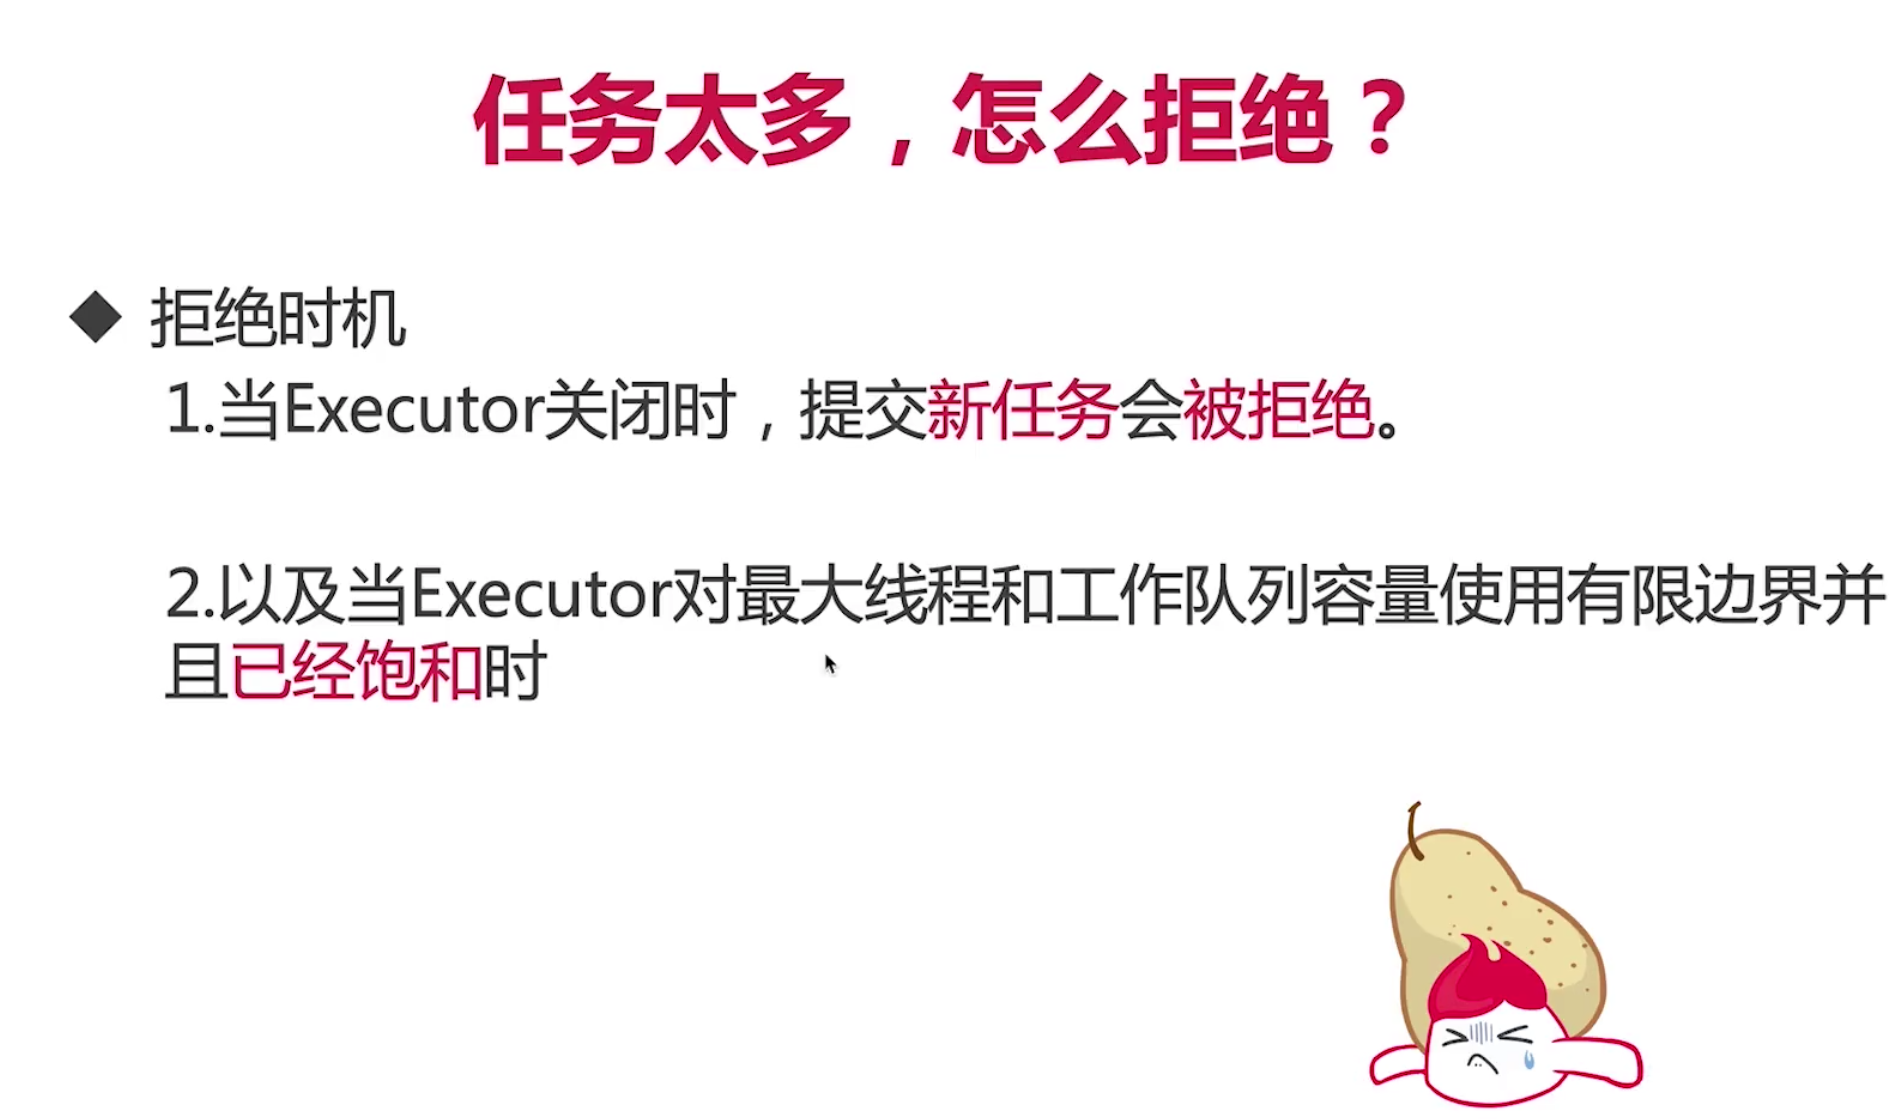 任务太多，怎么拒绝？
拒绝时机
1.当Executor关闭时，提交新任务会被拒绝。
2.以及当Executor对最大线程和工作队列容量使用有限边界并
且已经饱和时